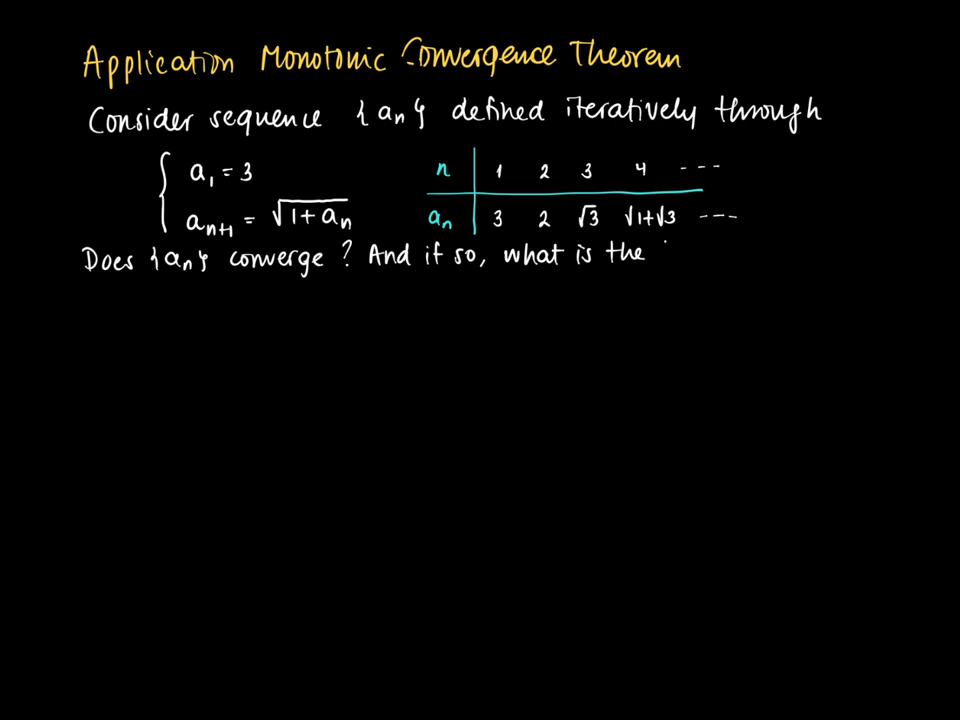 Application Monotonic Convergence Theorem
Consider sequence {an} defined iteratively through
a1 = 3
n 1 2 3 4 ----
an+1 = √1+an
an 3 2 √3 √1+√3 ---
Does {an} converge? And if so, what is the